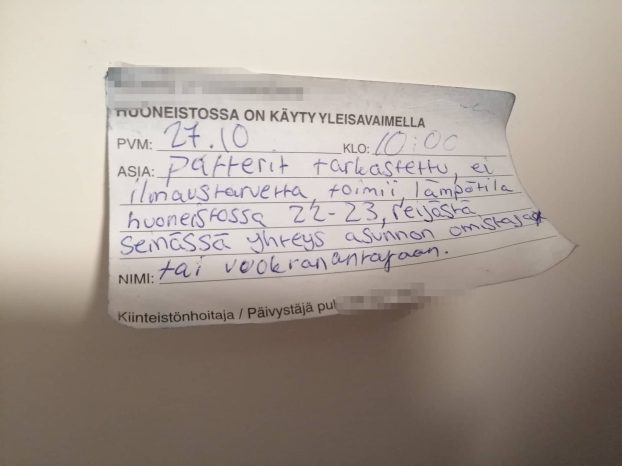 HUONEISTOSSA ON KÄYTY YLEISAVAIMELLA
PVM: 27.10 KLO: 10:00
ASIA: Patterit tarkastettu, ei
ilmaustarvetta, toimii lämpötila
huoneistossa 22-23, reijästä
seinässä yhteys asunnon omistaja
NIMI: tai vuokranantajaan.
Kiinteistönhoitaja / Päivystäjä